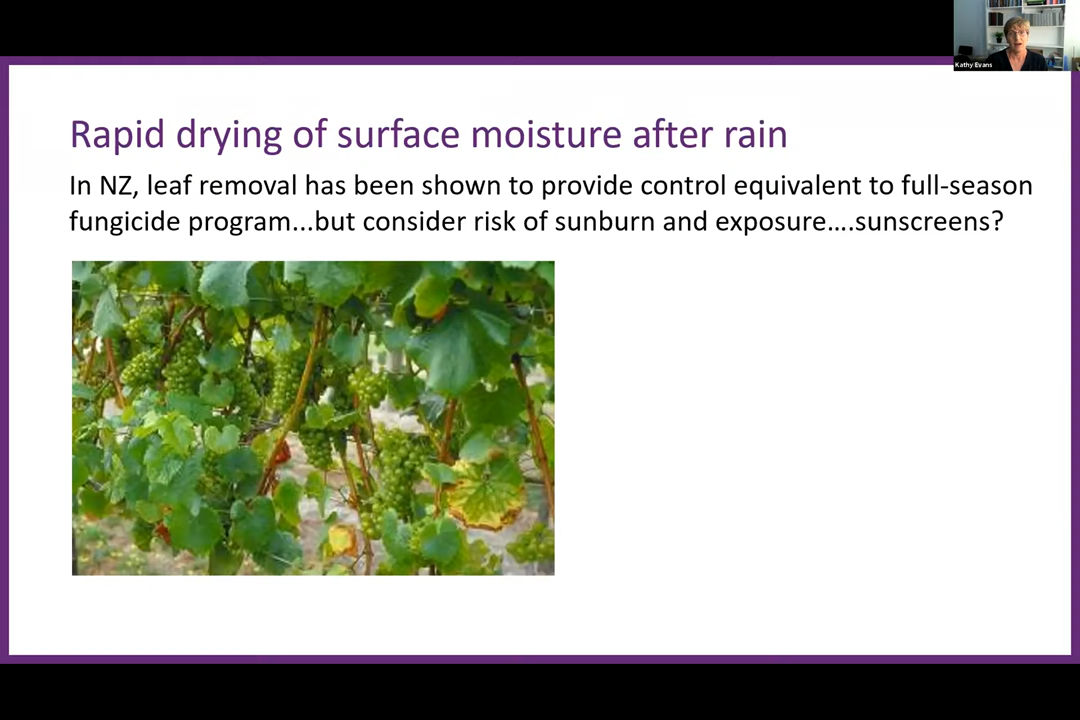 Kathy Evans
Rapid drying of surface moisture after rain
In NZ, leaf removal has been shown to provide control equivalent to full-season
fungicide program...but consider risk of sunburn and exposure....sunscreens?